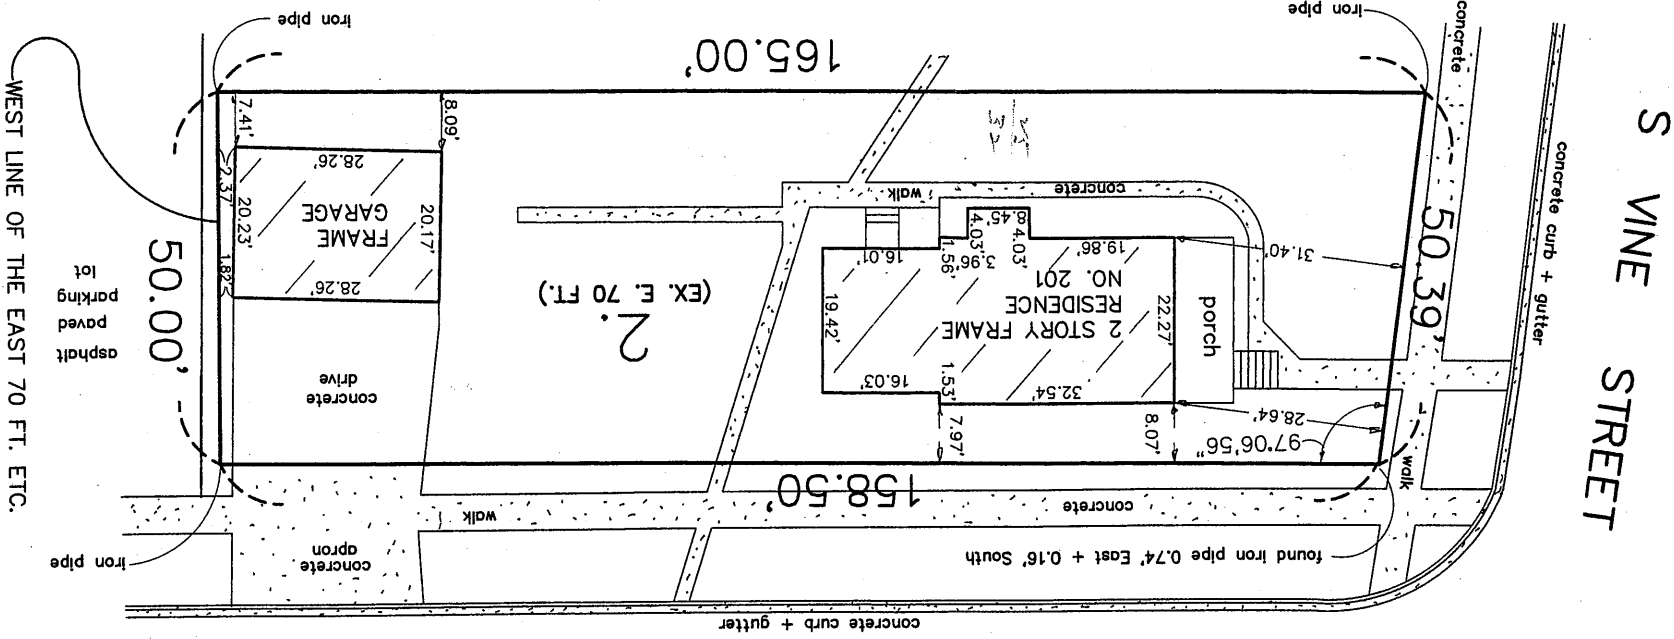 iron pipe
165.00'
iron pipe
concrete
S VINE STREET
concrete curb + gutter
WEST LINE OF THE EAST 70 FT. ETC.
7.41'
8.09'
28.26'
2.37'
20.23'
FRAME
GARAGE
20.17'
1.82'
28.26'
50.00'
asphalt
paved
parking
lot
concrete
drive
2.
(EX. E. 70 FT.)
walk
concrete
16.01'
1.56'
3.96'
4.03'
8.45'
4.03'
19.86'
19.42'
2 STORY FRAME
RESIDENCE
NO. 201
22.27'
porch
31.40'
50.39'
16.03'
1.53'
32.54'
7.97'
8.07'
28.64'
97°06'56"
walk
158.50'
walk
concrete
iron pipe
concrete
apron
found iron pipe 0.74' East + 0.16' South
concrete curb + gutter